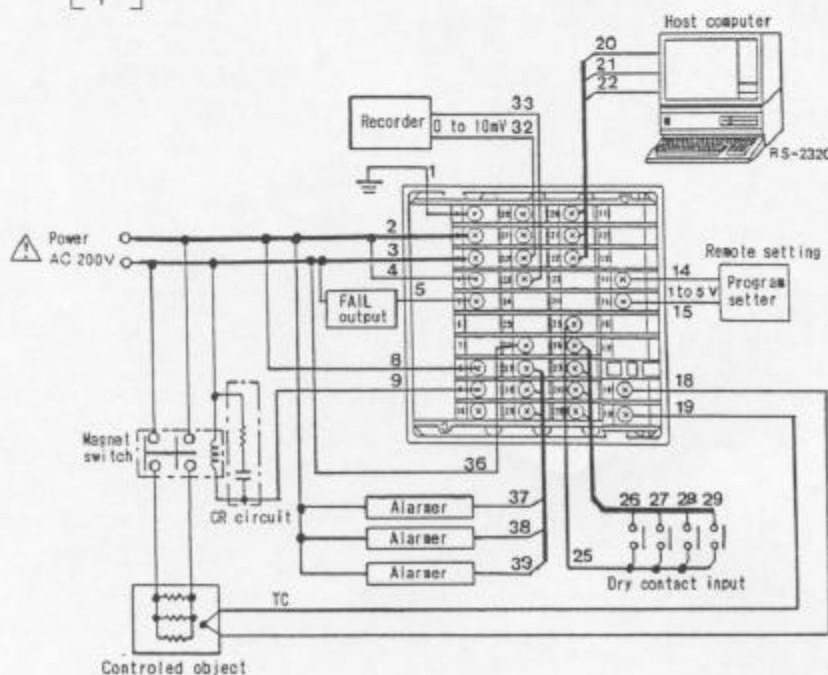 Host computer
20
21
22
33
Recorder
0 to 10mV 32
RS-232C
1
Power
AC 200V
2
3
4
5
FAIL
output
Remote setting
14
1 to 5 V
15
Program
setter
8
9
18
19
Magnet
switch
CR circuit
36
37
Alarmer
38
Alarmer
39
Alarmer
26 27 28 29
25
Dry contact input
TC
Controled object